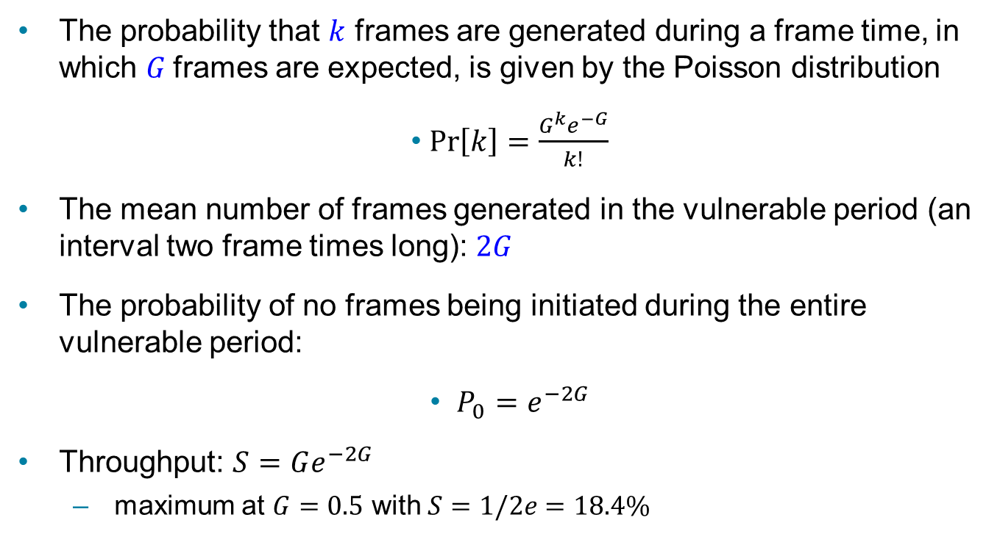 • The probability that k frames are generated during a frame time, in
which G frames are expected, is given by the Poisson distribution
• Pr[k] = G^k e^−G / k!
• The mean number of frames generated in the vulnerable period (an
interval two frame times long): 2G
• The probability of no frames being initiated during the entire
vulnerable period:
• P₀ = e^−2G
• Throughput: S = Ge^−2G
– maximum at G = 0.5 with S = 1/2e = 18.4%